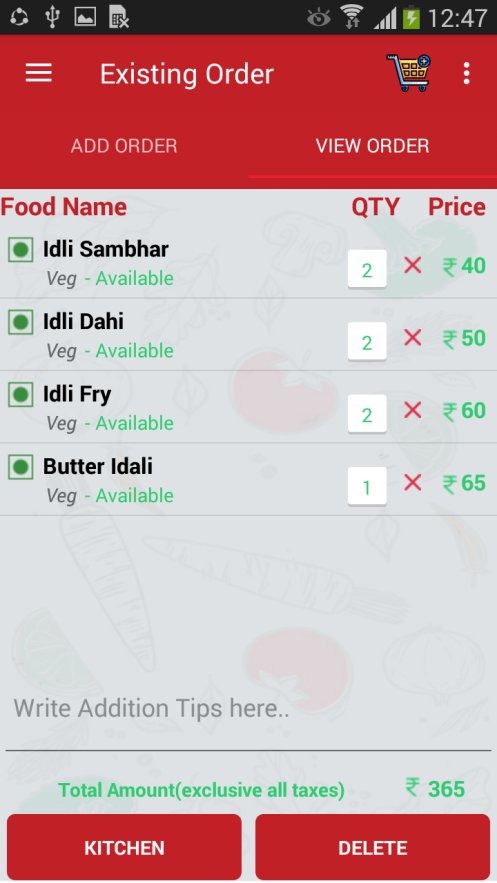 12:47
Existing Order
ADD ORDER VIEW ORDER
Food Name QTY Price
Idli Sambhar
Veg - Available 2 ₹ 40
Idli Dahi
Veg - Available 2 ₹ 50
Idli Fry
Veg - Available 2 ₹ 60
Butter Idali
Veg - Available 1 ₹ 65
Write Addition Tips here..
Total Amount(exclusive all taxes) ₹ 365
KITCHEN DELETE